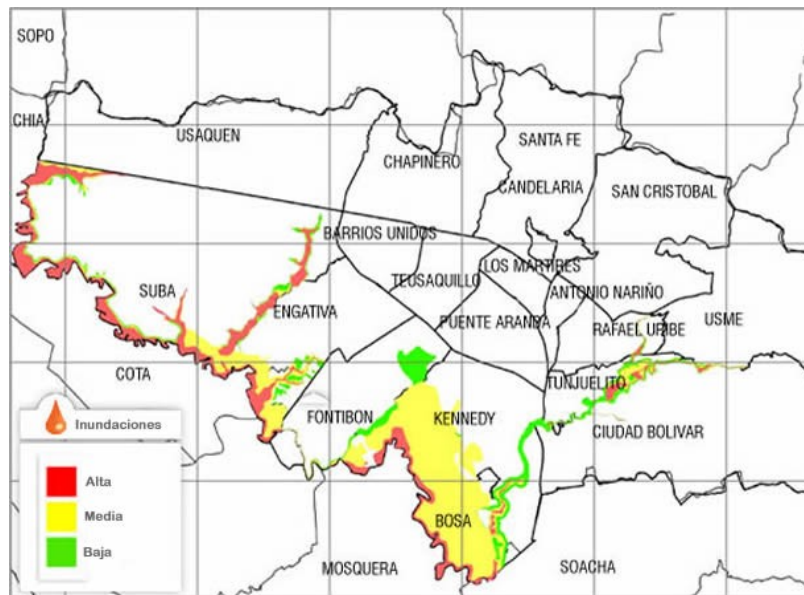 SOPO
CHIA
USAQUEN
CHAPINERO
SANTA FE
CANDELARIA
SAN CRISTOBAL
BARRIOS UNIDOS
TEUSAQUILLO
LOS MARTIRES
SUBA
ENGATIVA
ANTONIO NARIÑO
PUENTE ARANDA
RAFAEL URIBE
USME
COTA
TUNJUELITO
FONTIBON
KENNEDY
CIUDAD BOLIVAR
BOSA
MOSQUERA
SOACHA
Inundaciones
Alta
Media
Baja